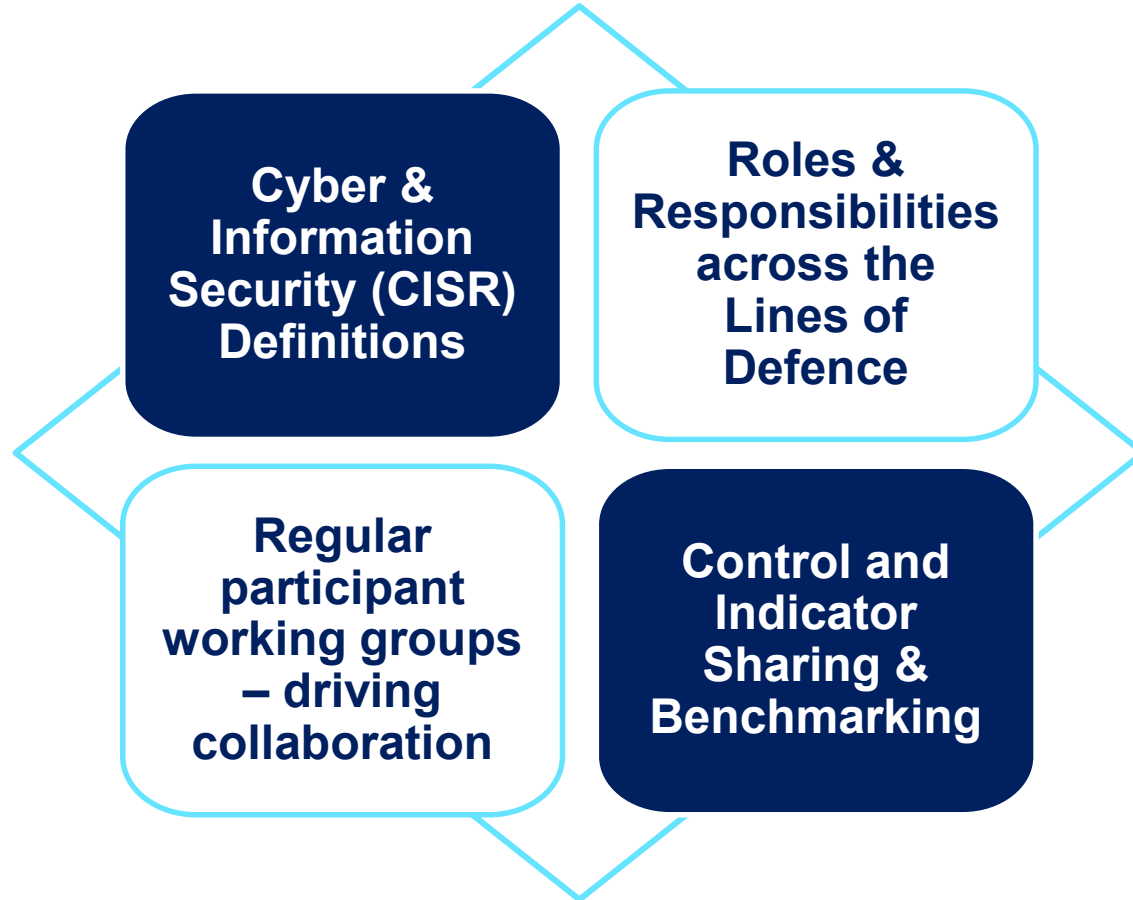 Cyber &
Information
Security (CISR)
Definitions
Roles &
Responsibilities
across the
Lines of
Defence
Regular
participant
working groups
– driving
collaboration
Control and
Indicator
Sharing &
Benchmarking